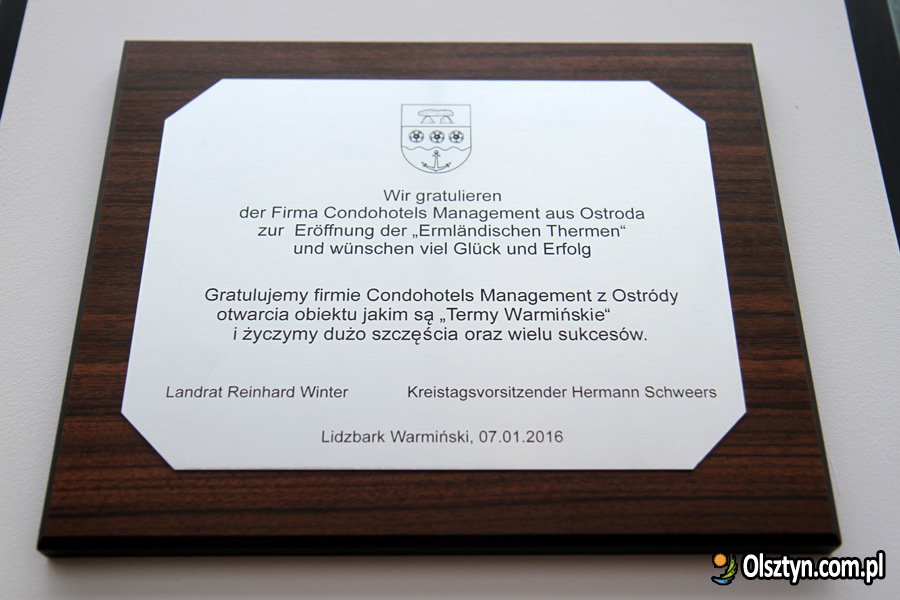 Wir gratulieren
der Firma Condohotels Management aus Ostroda
zur Eröffnung der „Ermländischen Thermen“
und wünschen viel Glück und Erfolg
Gratulujemy firmie Condohotels Management z Ostródy
otwarcia obiektu jakim są „Termy Warmińskie“
i życzymy dużo szczęścia oraz wielu sukcesów.
Landrat Reinhard Winter Kreistagsvorsitzender Hermann Schweers
Lidzbark Warmiński, 07.01.2016
Olsztyn.com.pl